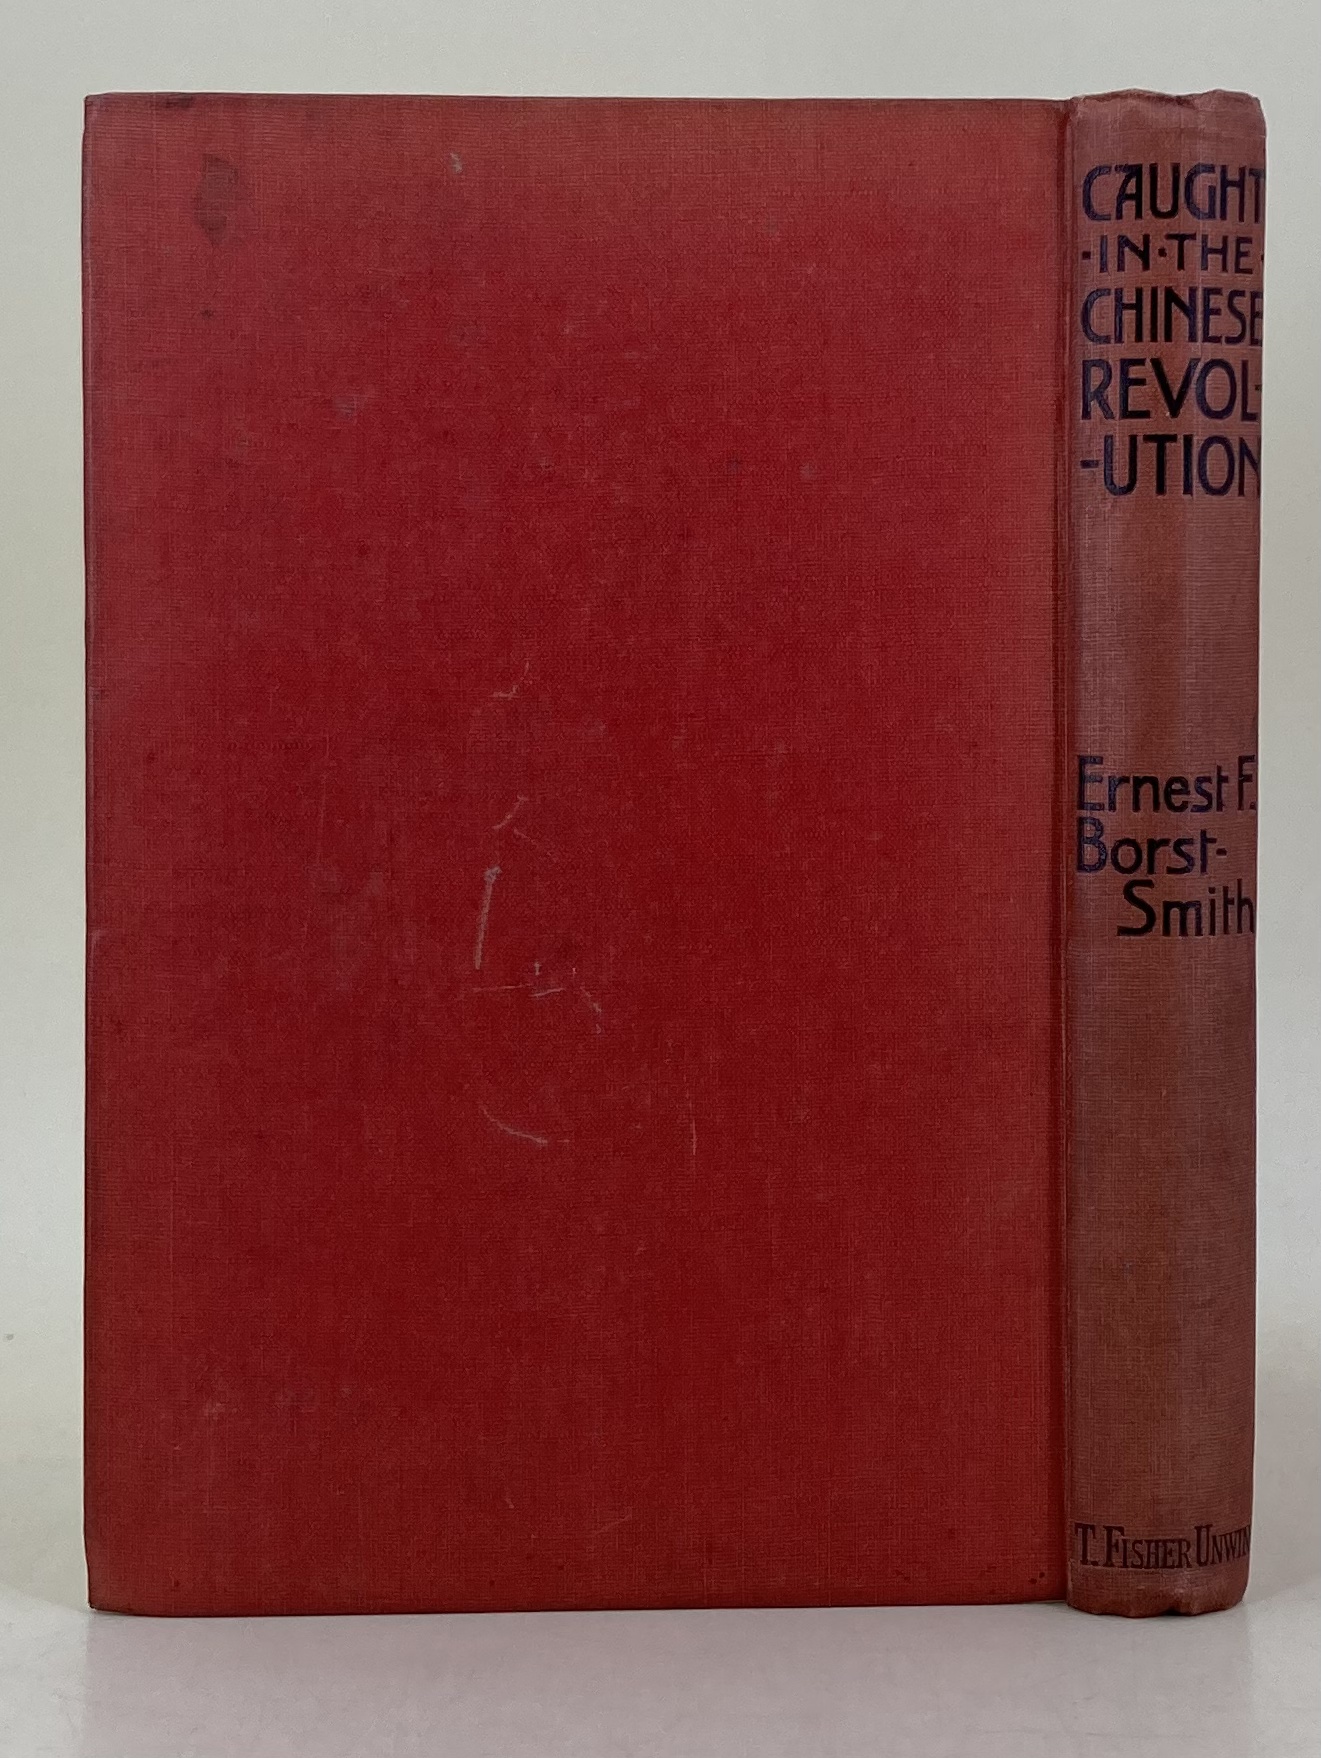 CAUGHT
·IN·THE·
CHINESE
REVOL-
-UTION
Ernest F.
Borst-
Smith
T. FISHER UNWIN